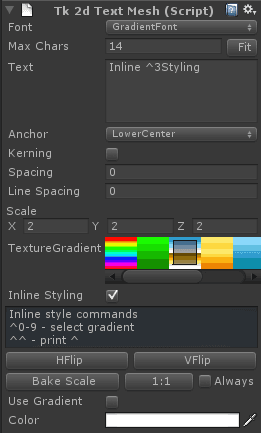 Tk 2d Text Mesh (Script)
Font GradientFont
Max Chars 14 Fit
Text Inline ^3Styling
Anchor LowerCenter
Kerning
Spacing 0
Line Spacing 0
Scale
X 2 Y 2 Z 2
TextureGradient
Inline Styling
Inline style commands
^0-9 - select gradient
^^ - print ^
HFlip VFlip
Bake Scale 1:1 Always
Use Gradient
Color